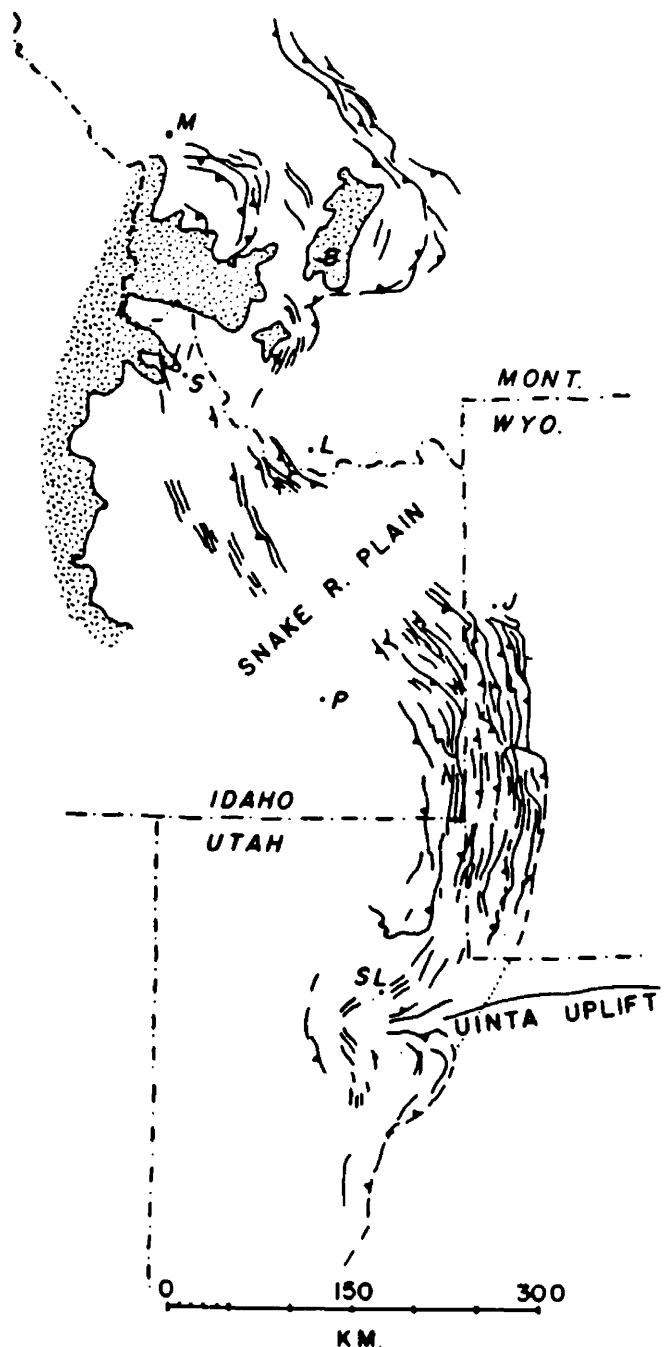 )
M
B
S
MONT.
WYO.
L
SNAKE R. PLAIN
J
P
IDAHO
UTAH
SL
UINTA UPLIFT
0 150 300
KM.